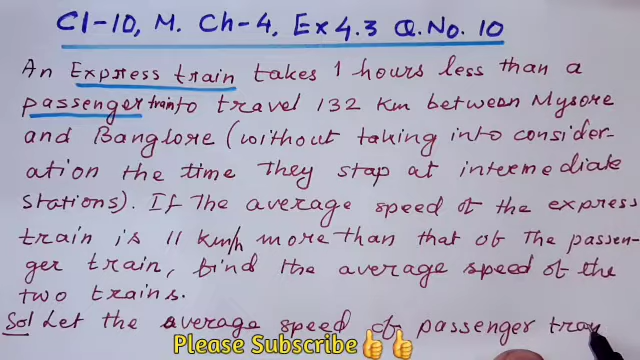 Cl-10, M. Ch-4, Ex 4.3 Q.No. 10
An Express train takes 1 hours less than a
passenger train to travel 132 km between Mysore
and Banglore (without taking into consider-
ation the time They stop at intermediate
stations). If The average speed of the express
train is 11 km/h more than that of The passen-
ger train, find the average speed of the
two trains.
Sol Let the average speed of passenger tray
Please Subscribe👍👍